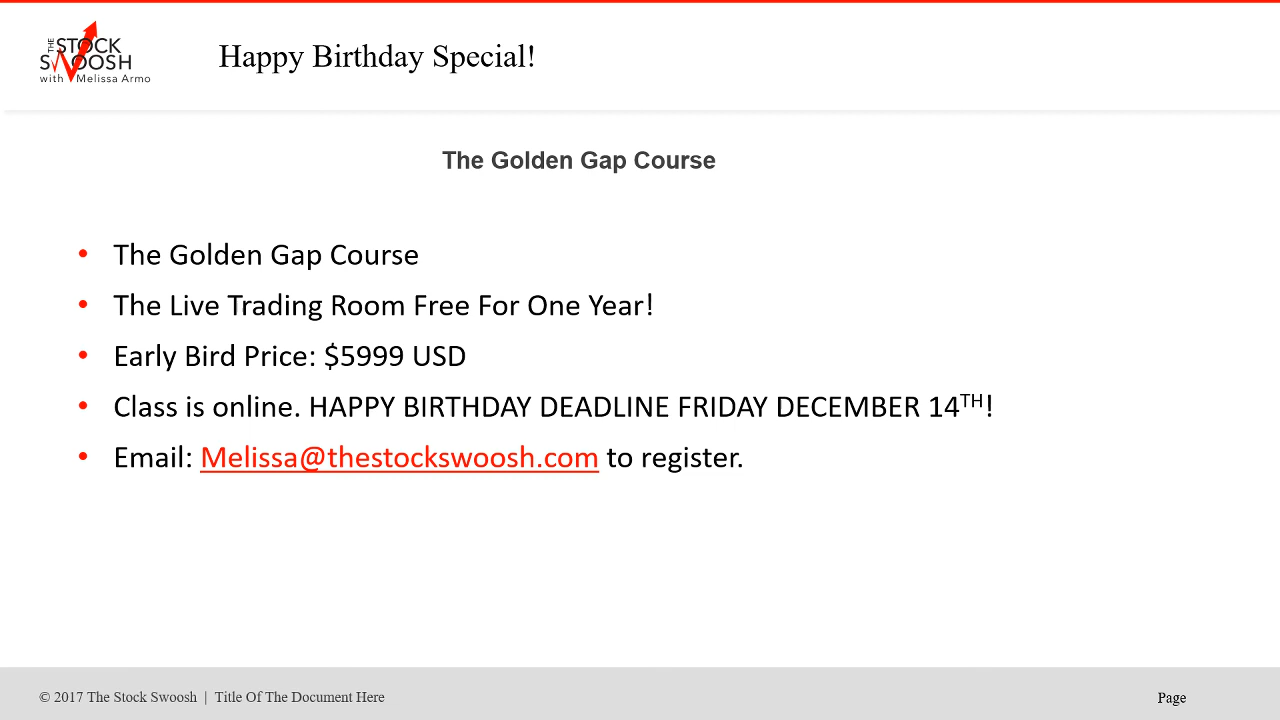 THE STOCK
SWOOSH
with Melissa Armo
Happy Birthday Special!
The Golden Gap Course
• The Golden Gap Course
• The Live Trading Room Free For One Year!
• Early Bird Price: $5999 USD
• Class is online. HAPPY BIRTHDAY DEADLINE FRIDAY DECEMBER 14TH!
• Email: Melissa@thestockswoosh.com to register.
© 2017 The Stock Swoosh | Title Of The Document Here
Page